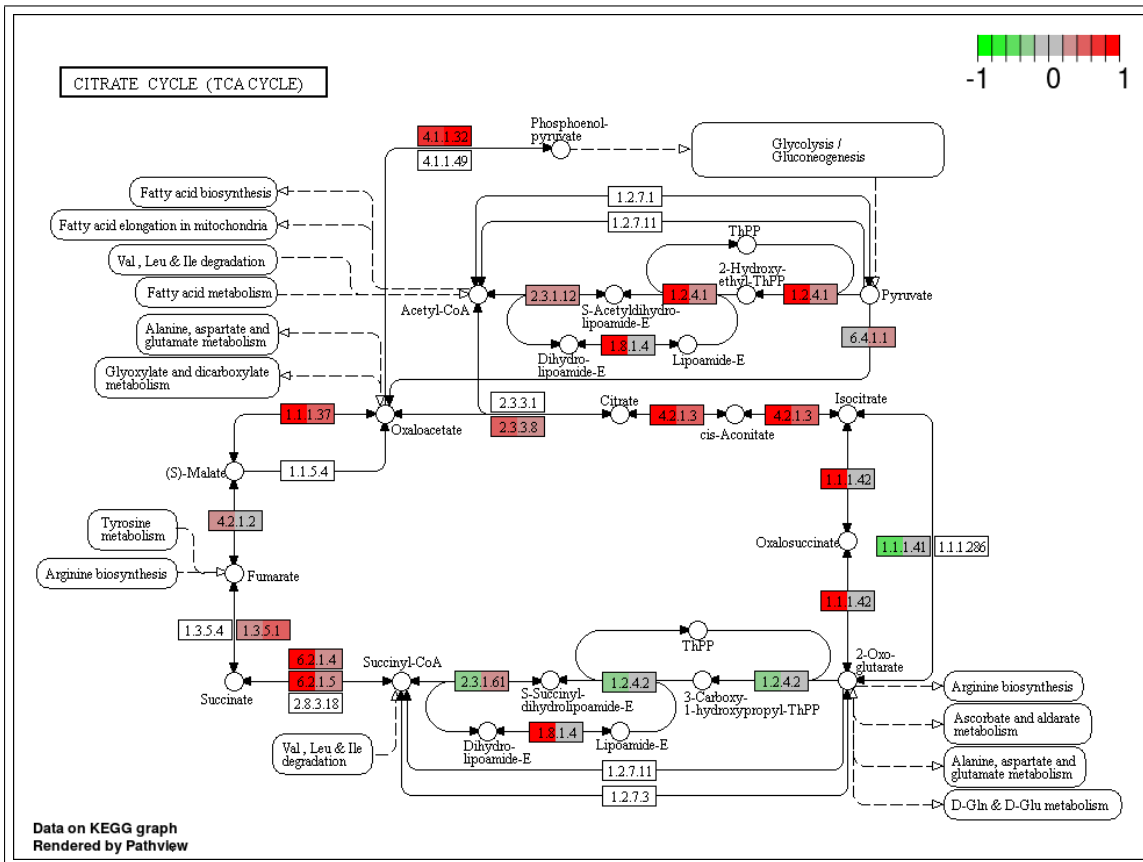 -1 0 1
CITRATE CYCLE (TCA CYCLE)
Phosphoenol-
pyruvate
4.1.1.32
4.1.1.49
Glycolysis /
Gluconeogenesis
Fatty acid biosynthesis
Fatty acid elongation in mitochondria
Val , Leu & Ile degradation
Fatty acid metabolism
Alanine, aspartate and
glutamate metabolism
Glyoxylate and dicarboxylate
metabolism
1.2.7.1
1.2.7.11
ThPP
2-Hydroxy-
ethyl-ThPP
Acetyl-CoA
2.3.1.12
S-Acetyldihydro-
lipoamide-E
1.2.4.1
1.2.4.1
Pyruvate
Dihydro-
lipoamide-E
1.8.1.4
Lipoamide-E
6.4.1.1
1.1.1.37
Oxaloacetate
2.3.3.1
2.3.3.8
Citrate
4.2.1.3
cis-Aconitate
4.2.1.3
Isocitrate
(S)-Malate
1.1.5.4
1.1.1.42
4.2.1.2
Tyrosine
metabolism
Arginine biosynthesis
Fumarate
Oxalosuccinate
1.1.1.41
1.1.1.286
1.1.1.42
1.3.5.4
1.3.5.1
ThPP
Succinate
6.2.1.4
6.2.1.5
2.8.3.18
Succinyl-CoA
2.3.1.61
S-Succinyl-
dihydrolipoamide-E
1.2.4.2
3-Carboxy-
1-hydroxypropyl-ThPP
1.2.4.2
2-Oxo-
glutarate
Dihydro-
lipoamide-E
1.8.1.4
Lipoamide-E
Val , Leu & Ile
degradation
1.2.7.11
1.2.7.3
Arginine biosynthesis
Ascorbate and aldarate
metabolism
Alanine, aspartate and
glutamate metabolism
D-Gln & D-Glu metabolism
Data on KEGG graph
Rendered by Pathview